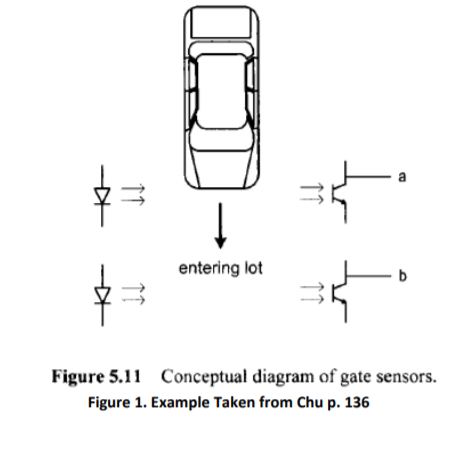 a
entering lot
b
Figure 5.11 Conceptual diagram of gate sensors.
Figure 1. Example Taken from Chu p. 136